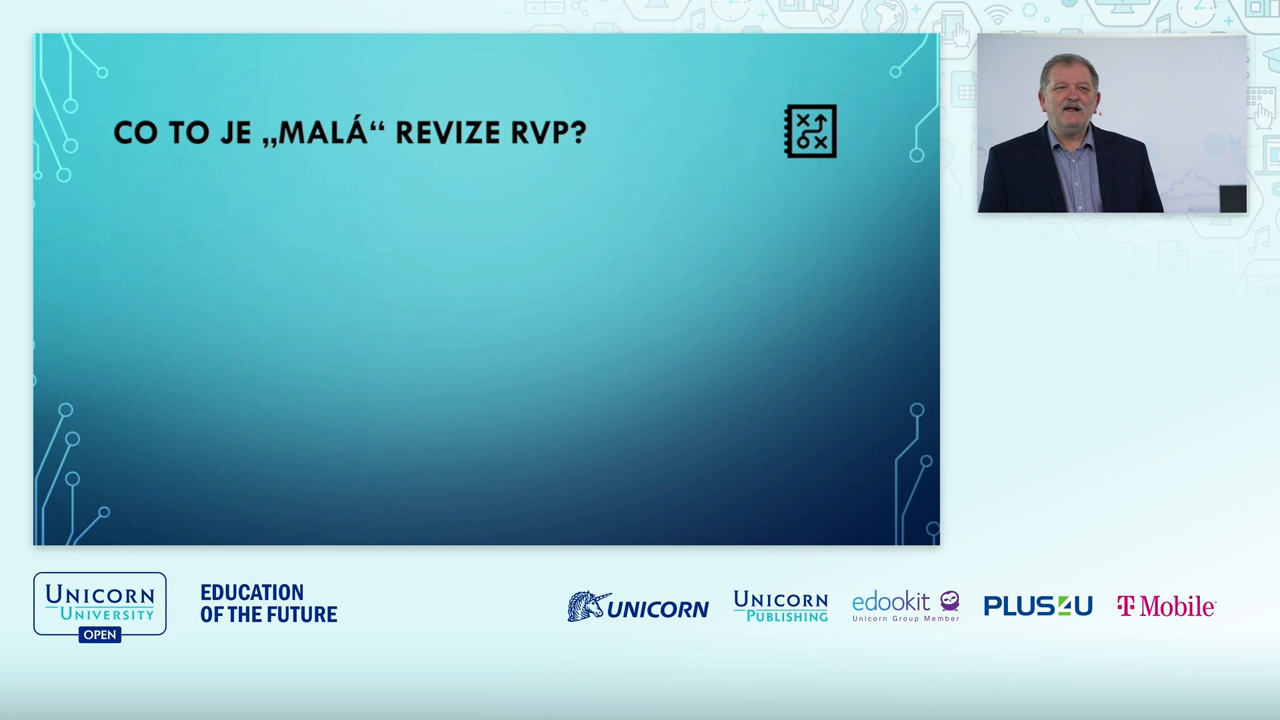 CO TO JE „MALÁ“ REVIZE RVP?
UNICORN
UNIVERSITY
OPEN
EDUCATION
OF THE FUTURE
UNICORN
UNICORN
PUBLISHING
edookit
Unicorn Group Member
PLUS4U
T Mobile